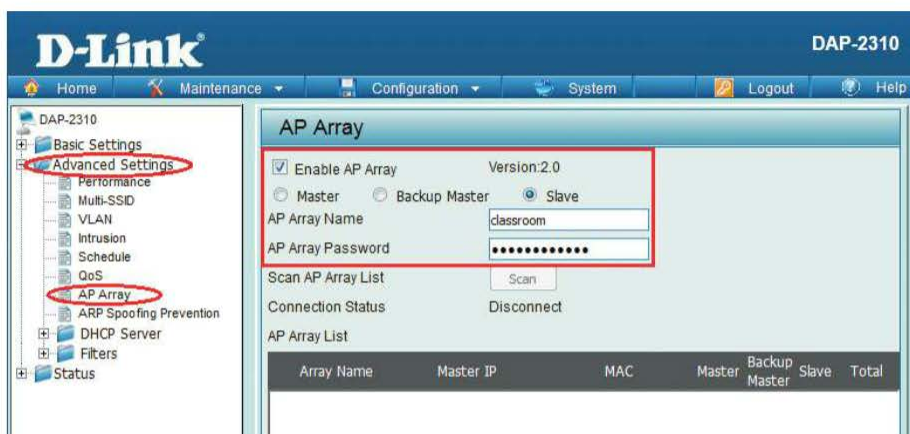 D-Link®
DAP-2310
Home Maintenance Configuration System Logout Help
DAP-2310
Basic Settings
Advanced Settings
Performance
Multi-SSID
VLAN
Intrusion
Schedule
QoS
AP Array
ARP Spoofing Prevention
DHCP Server
Filters
Status
AP Array
Enable AP Array Version:2.0
Master Backup Master Slave
AP Array Name classroom
AP Array Password ••••••••••••
Scan AP Array List Scan
Connection Status Disconnect
AP Array List
Array Name Master IP MAC Master Backup Master Slave Total